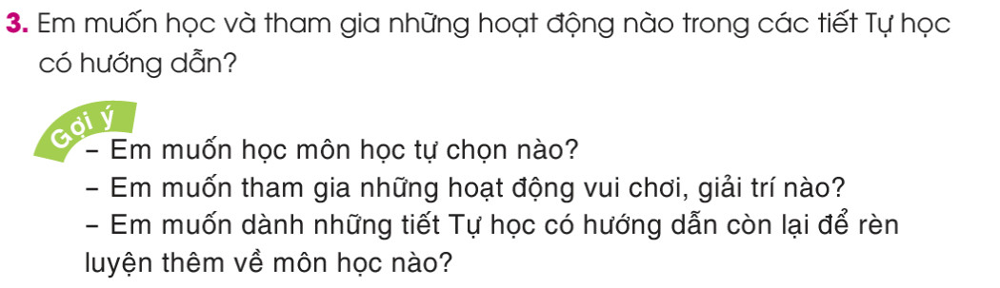 3. Em muốn học và tham gia những hoạt động nào trong các tiết Tự học
có hướng dẫn?
Gợi ý
– Em muốn học môn học tự chọn nào?
– Em muốn tham gia những hoạt động vui chơi, giải trí nào?
– Em muốn dành những tiết Tự học có hướng dẫn còn lại để rèn
luyện thêm về môn học nào?